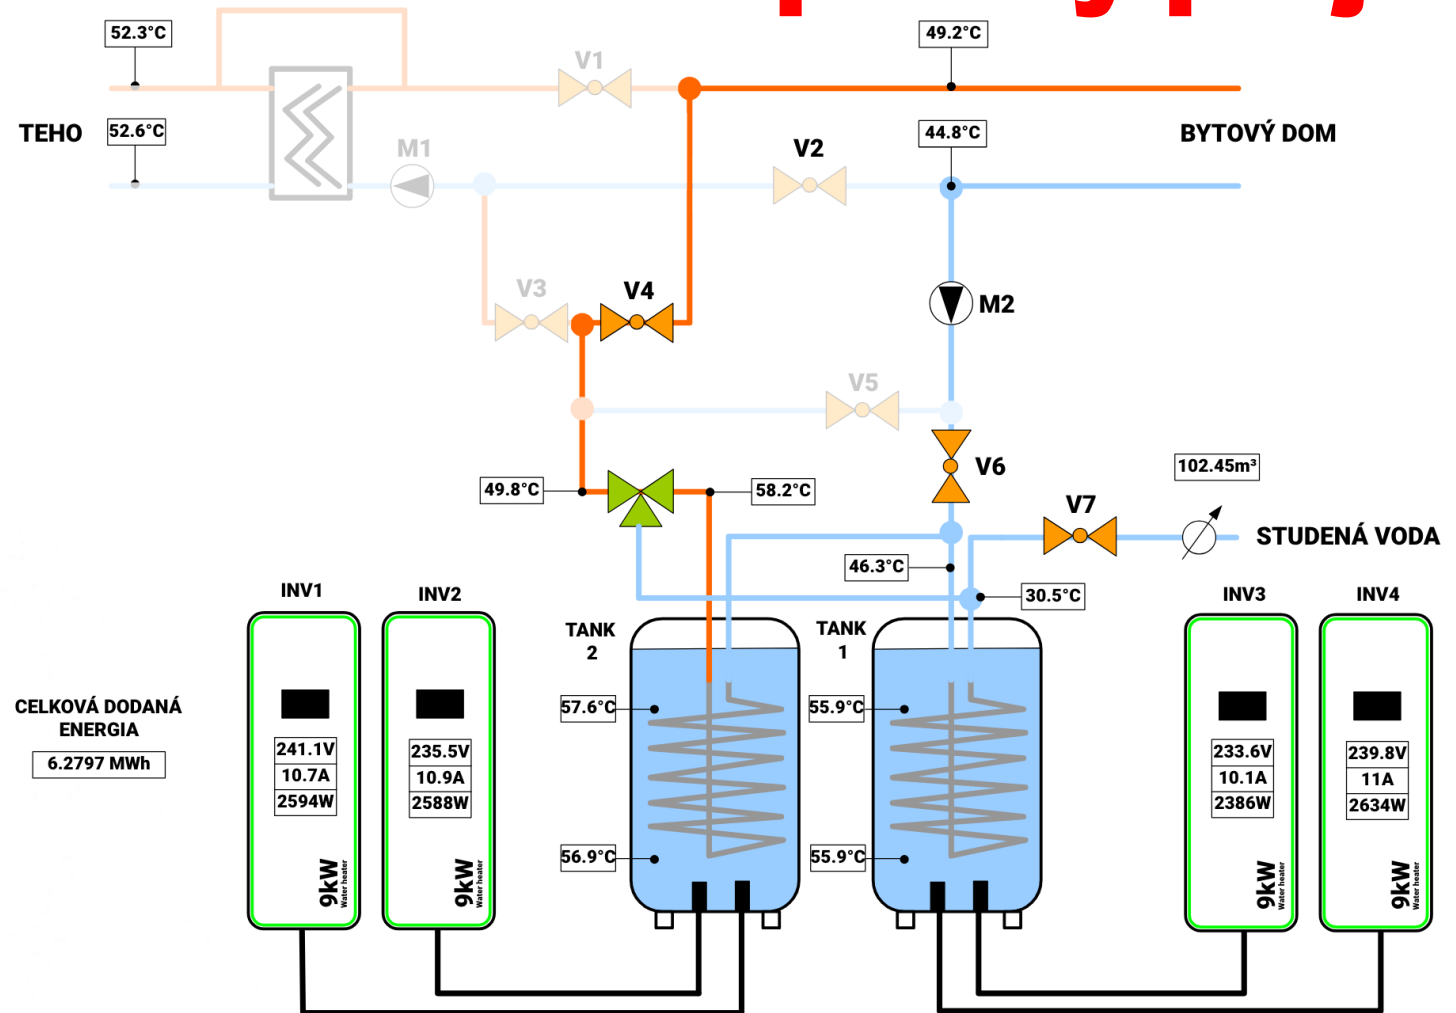 52.3°C
49.2°C
V1
TEHO
52.6°C
M1
V2
44.8°C
BYTOVÝ DOM
V3
V4
M2
V5
V6
102.45m³
49.8°C
58.2°C
V7
STUDENÁ VODA
46.3°C
30.5°C
INV1
INV2
INV3
INV4
TANK
2
TANK
1
57.6°C
55.9°C
56.9°C
55.9°C
CELKOVÁ DODANÁ
ENERGIA
6.2797 MWh
241.1V
10.7A
2594W
235.5V
10.9A
2588W
233.6V
10.1A
2386W
239.8V
11A
2634W
9kW
Water heater
9kW
Water heater
9kW
Water heater
9kW
Water heater